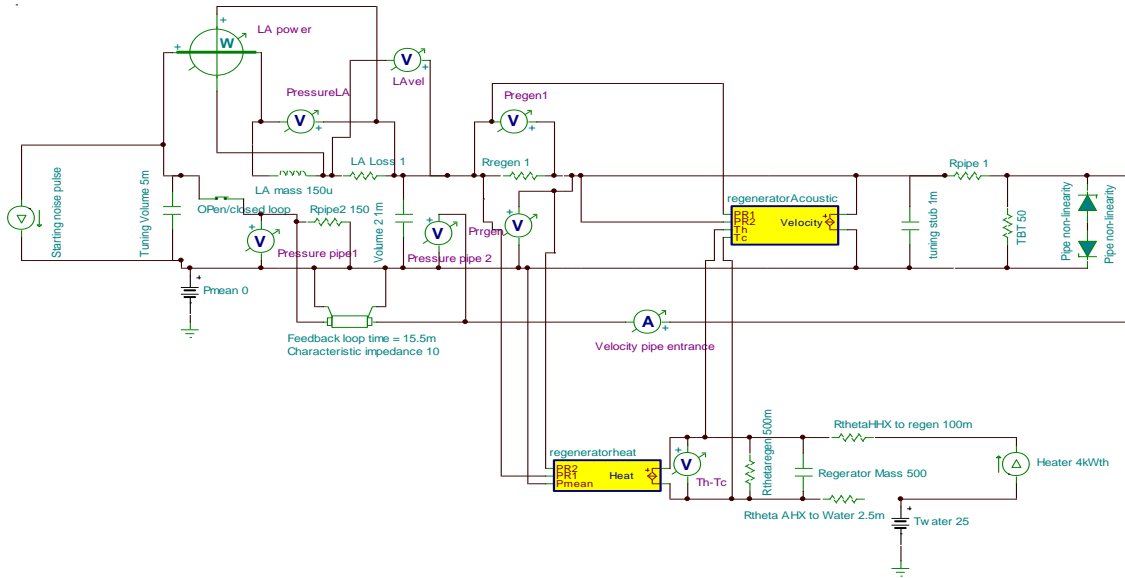 LA power
W
V
LAvel
PressureLA
V
Pregen1
V
LA Loss 1
LA mass 150u
Rregen 1
Rpipe 1
Starting noise pulse
Tuning Volume 5m
OPen/closed loop
Rpipe2 150
V
Pressure pipe1
Volume 2 1m
V
Pressure pipe 2
Prrgen
V
regeneratorAcoustic
PR1
PR2
Th
Tc
Velocity
tuning stub 1m
TBT 50
Pipe non-linearity
Pipe non-linearity
Pmean 0
Feedback loop time = 15.5m
Characteristic impedance 10
A
Velocity pipe entrance
regeneratorheat
PR2
PR1
Pmean
Heat
V
Th-Tc
Rthetaregen 500m
RthetaHHX to regen 100m
Regerator Mass 500
Heater 4kWth
Rtheta AHX to Water 2.5m
Twater 25